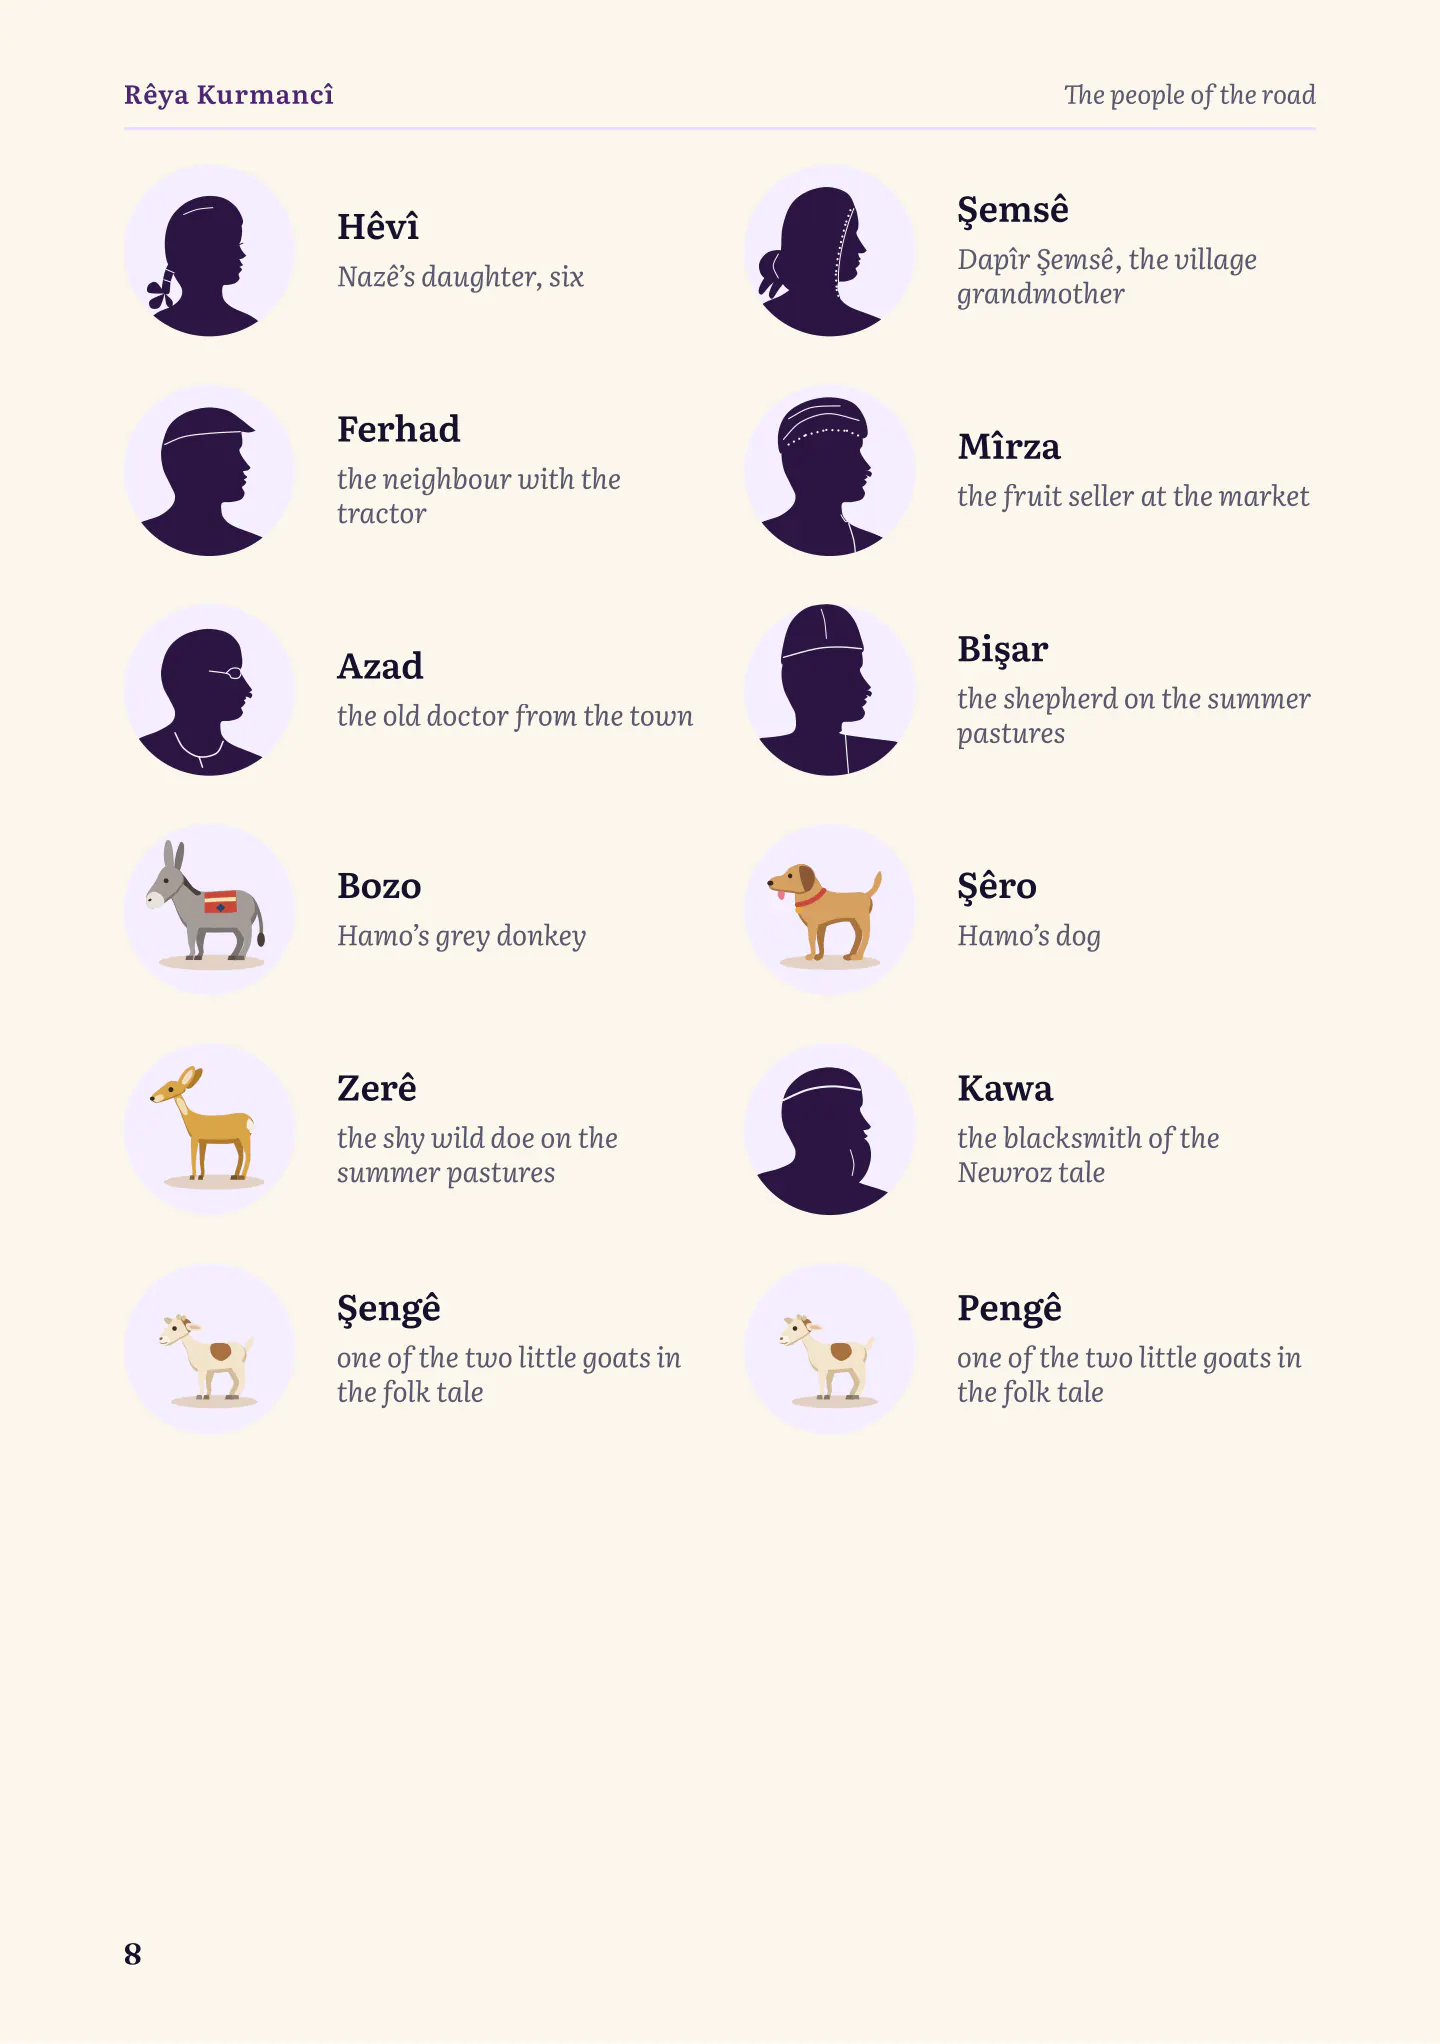 Rêya Kurmancî
The people of the road
Hêvî
Nazê’s daughter, six
Şemsê
Dapîr Şemsê, the village
grandmother
Ferhad
the neighbour with the
tractor
Mîrza
the fruit seller at the market
Azad
the old doctor from the town
Bişar
the shepherd on the summer
pastures
Bozo
Hamo’s grey donkey
Şêro
Hamo’s dog
Zerê
the shy wild doe on the
summer pastures
Kawa
the blacksmith of the
Newroz tale
Şengê
one of the two little goats in
the folk tale
Pengê
one of the two little goats in
the folk tale
8